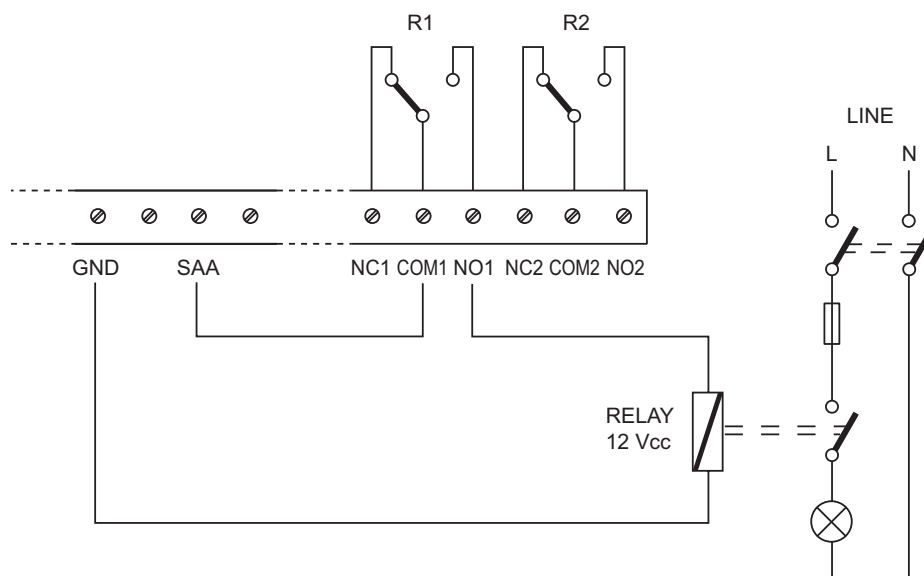 R1 R2
LINE
L N
GND SAA NC1 COM1 NO1 NC2 COM2 NO2
RELAY
12 Vcc